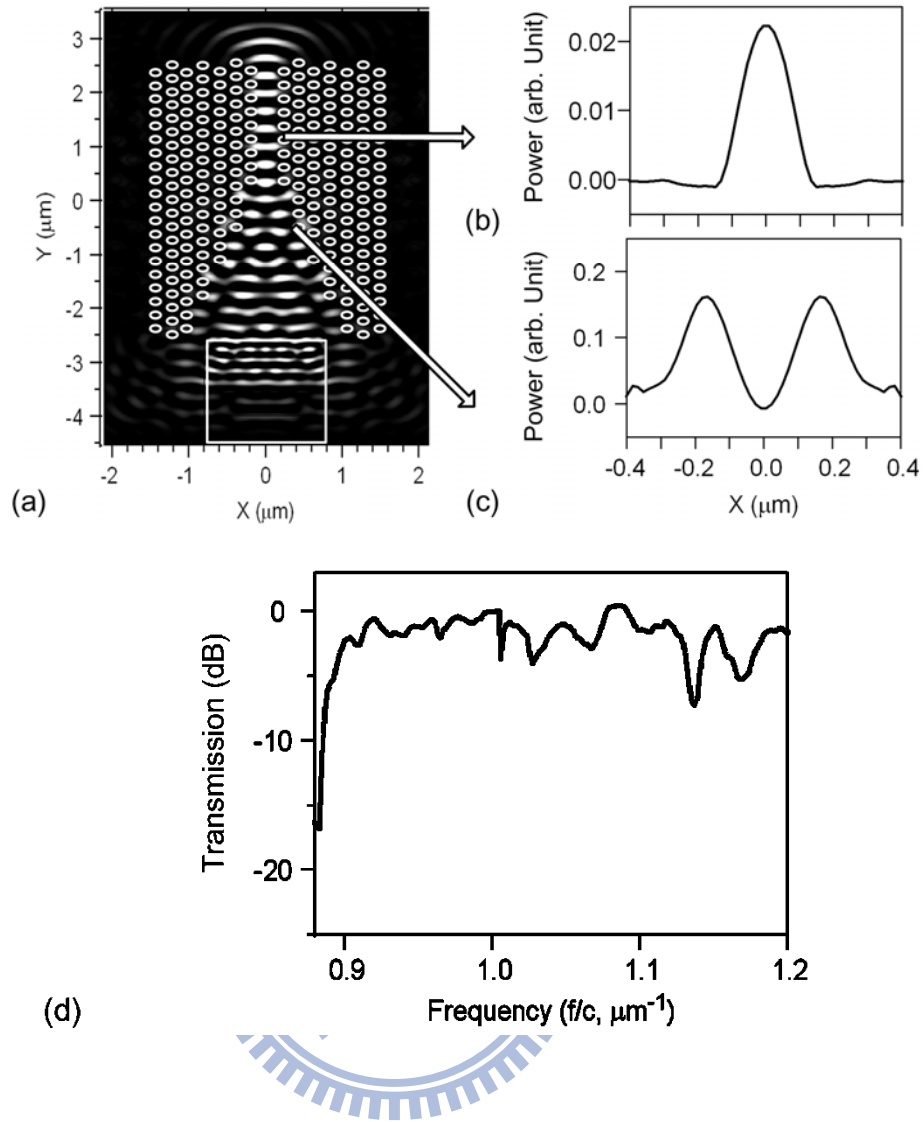 3
2
1
0
-1
-2
-3
-4
Y (μm)
-2 -1 0 1 2
X (μm)
(a)
0.02
0.01
0.00
Power (arb. Unit)
(b)
0.2
0.1
0.0
Power (arb. Unit)
-0.4 -0.2 0.0 0.2 0.4
X (μm)
(c)
0
-10
-20
Transmission (dB)
0.9 1.0 1.1 1.2
Frequency (f/c, μm⁻¹)
(d)